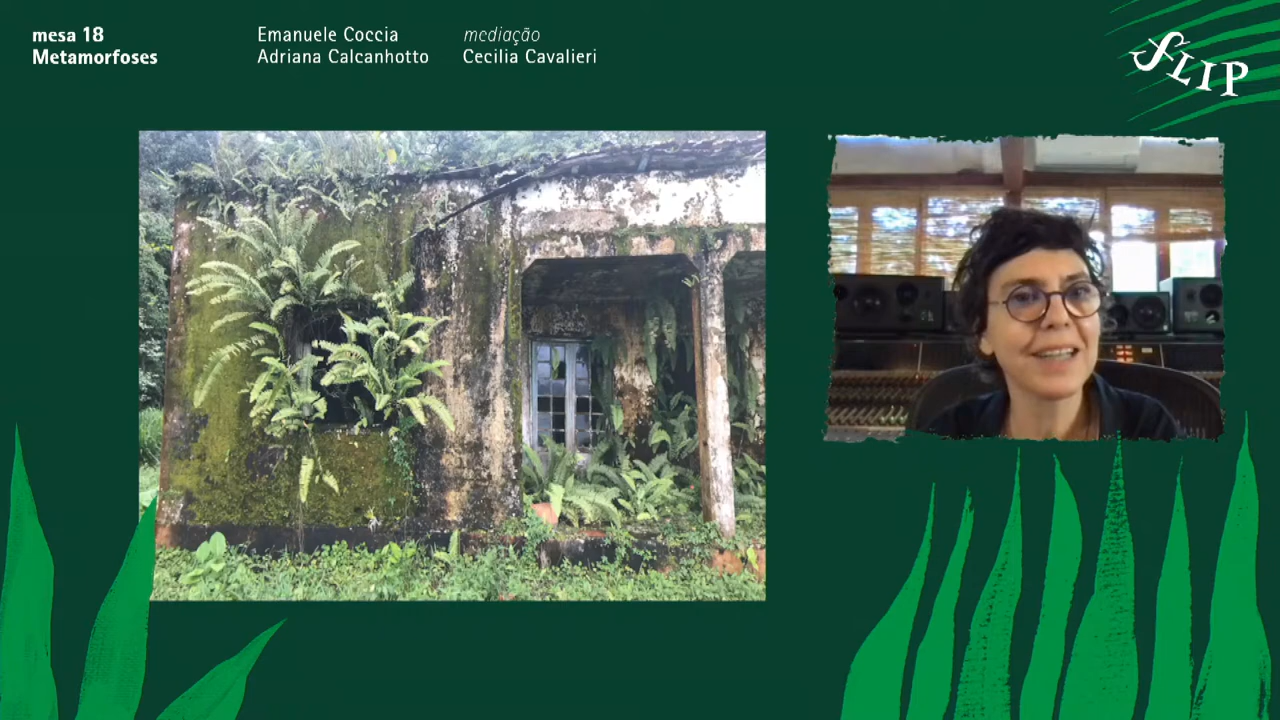 mesa 18
Metamorfoses
Emanuele Coccia
Adriana Calcanhotto
mediação
Cecilia Cavalieri
FLIP